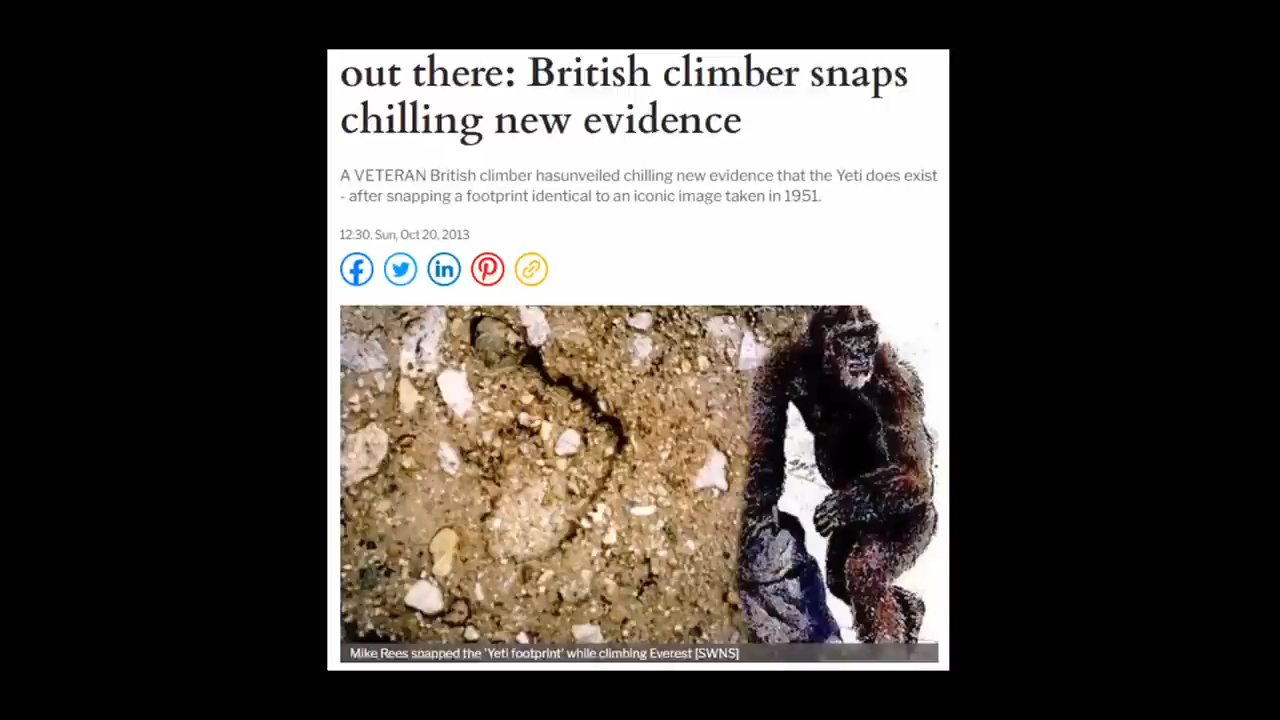 out there: British climber snaps
chilling new evidence
A VETERAN British climber hasunveiled chilling new evidence that the Yeti does exist
- after snapping a footprint identical to an iconic image taken in 1951.
12:30, Sun, Oct 20, 2013
Mike Rees snapped the 'Yeti footprint' while climbing Everest [SWNS]